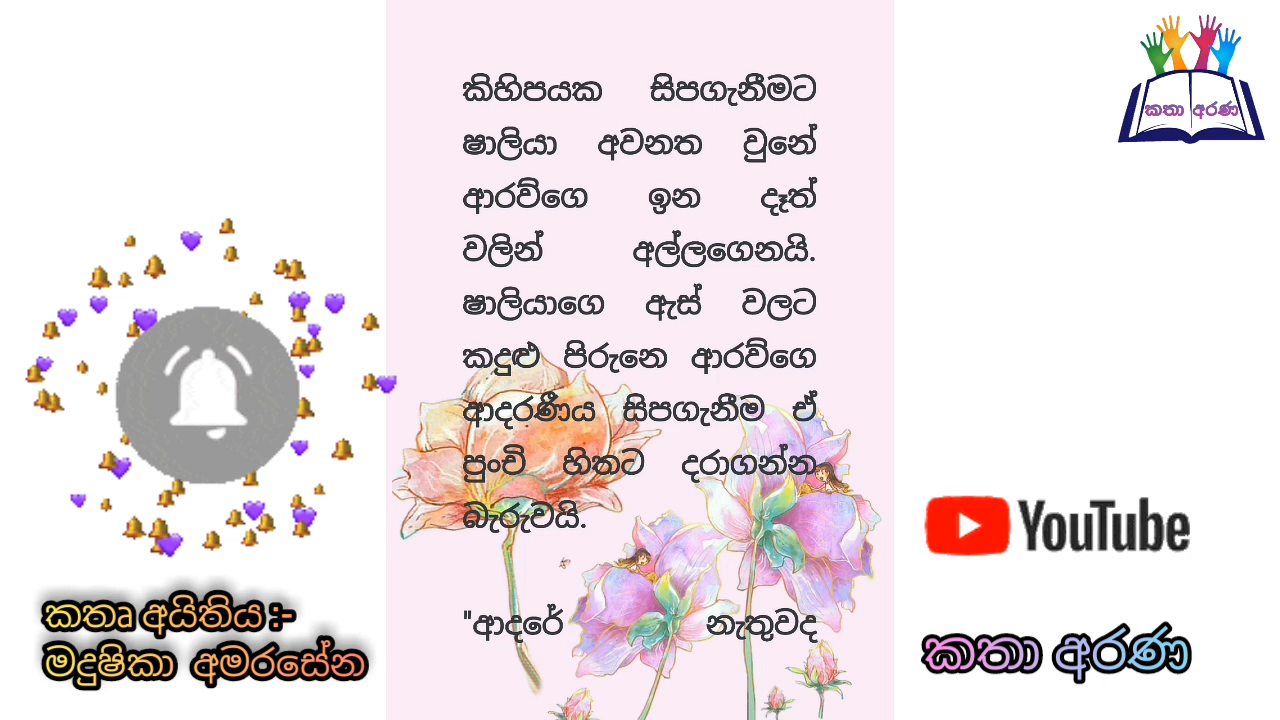 කිහිපයක සිපගැනීමට
ෂාලියා අවනත වුනේ
ආරව්ගෙ ඉන දෑත්
වලින් අල්ලගෙනයි.
ෂාලියාගෙ ඇස් වලට
කදුළු පිරුනෙ ආරව්ගෙ
ආදරණීය සිපගැනීම ඒ
පුංචි හිතට දරාගන්න
බැරුවයි.
"ආදරේ නැතුවද
කතෘ අයිතිය :-
මදුෂිකා අමරසේන
කතා අරණ
YouTube
කතා අරණ